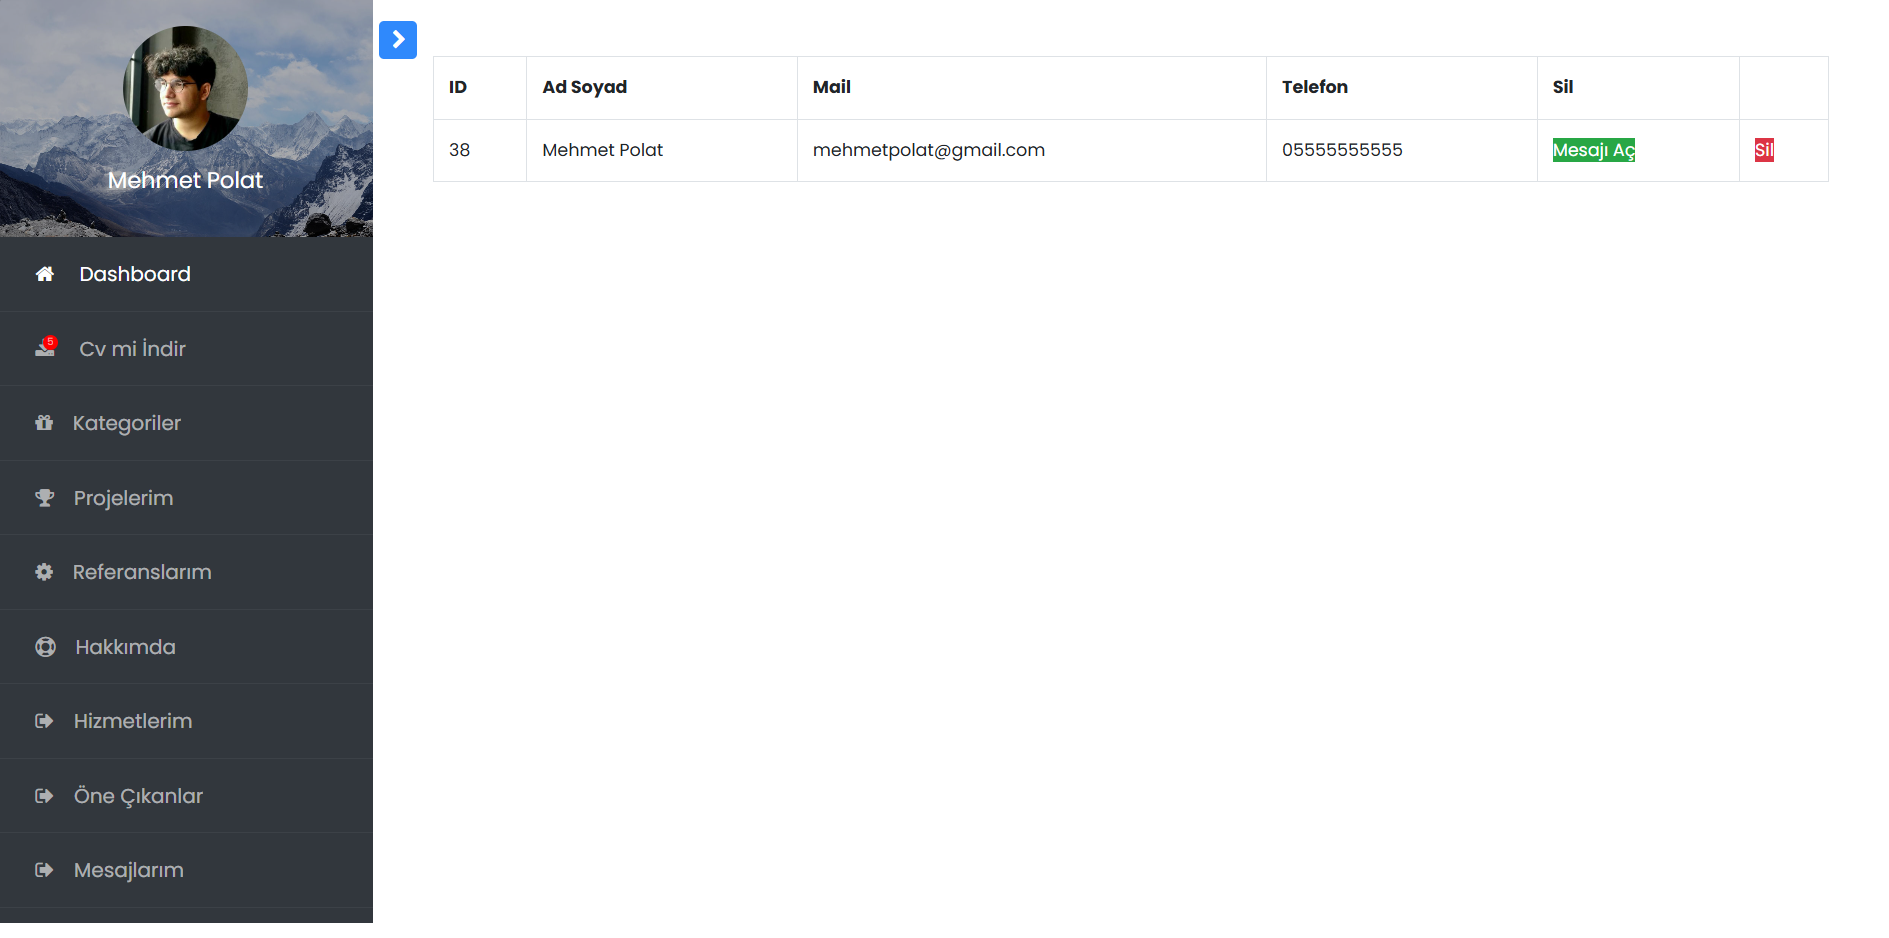 Mehmet Polat
Dashboard
5
Cv mi İndir
Kategoriler
Projelerim
Referanslarım
Hakkımda
Hizmetlerim
Öne Çıkanlar
Mesajlarım
ID Ad Soyad Mail Telefon Sil
38 Mehmet Polat mehmetpolat@gmail.com 05555555555 Mesajı Aç Sil